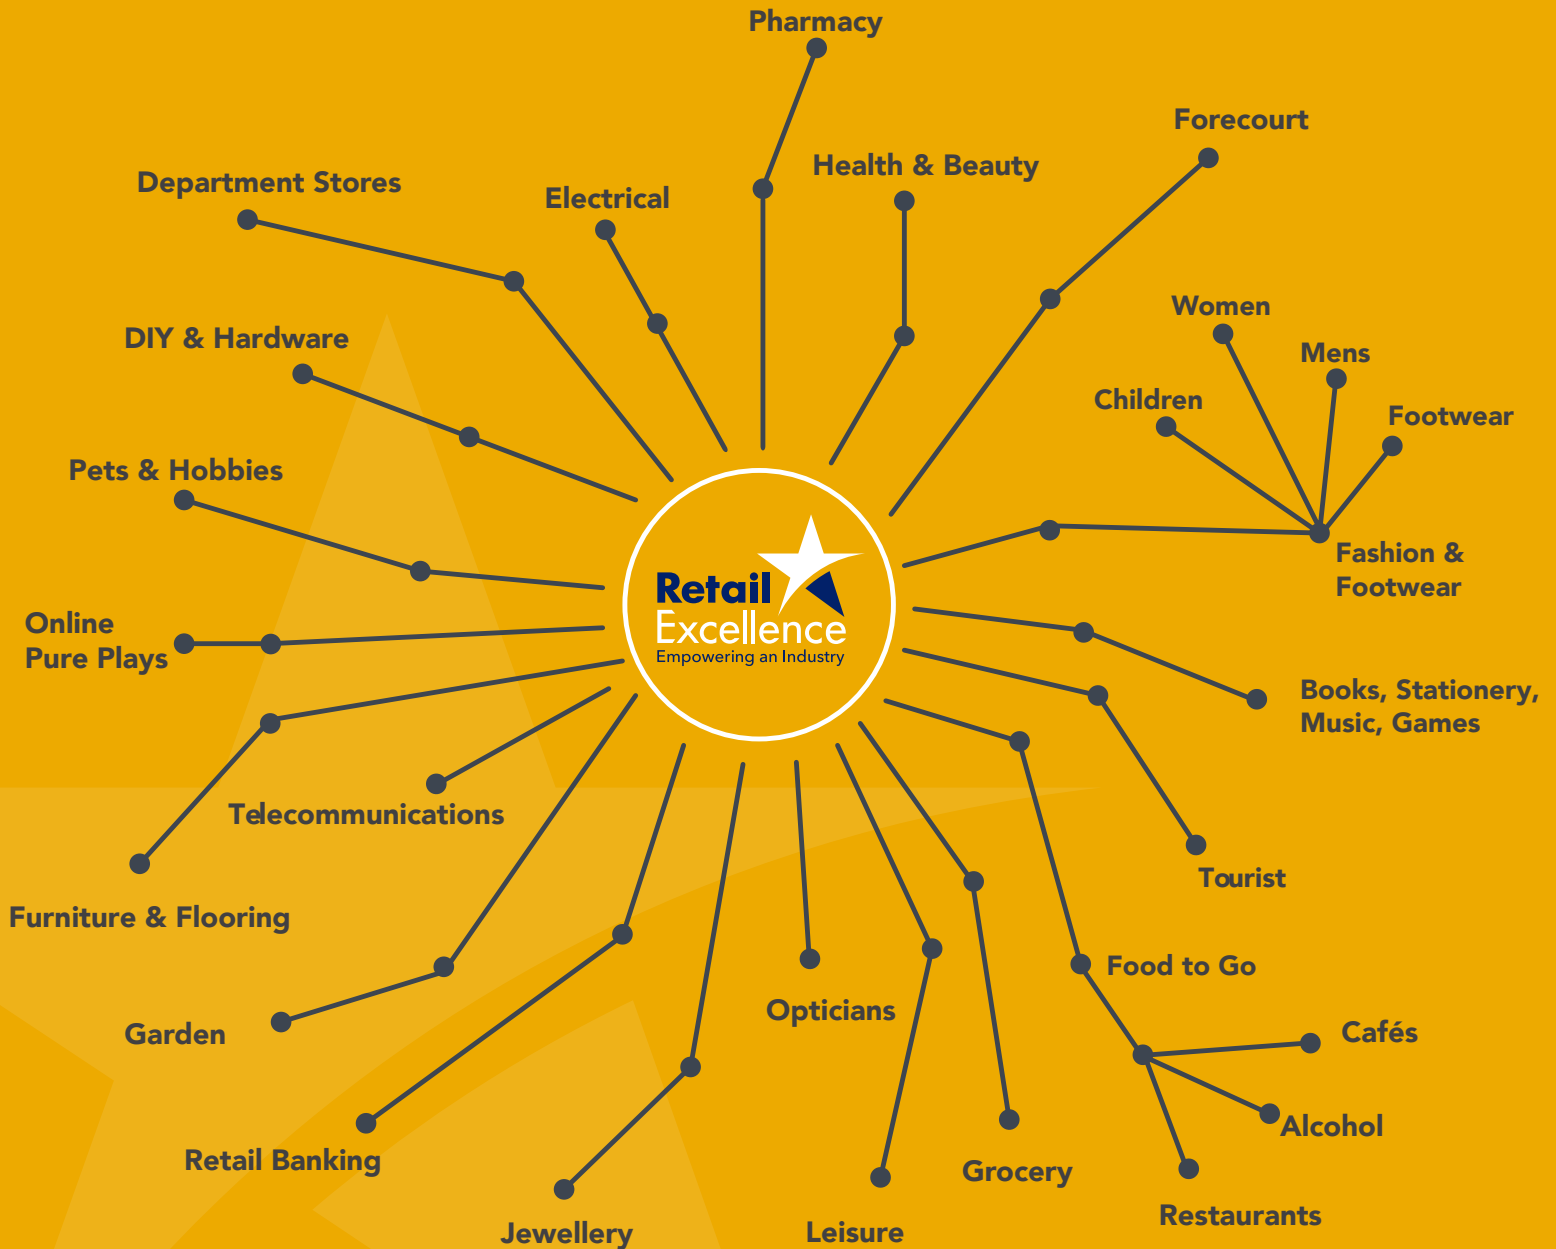 Pharmacy
Forecourt
Health & Beauty
Department Stores
Electrical
Women
DIY & Hardware
Mens
Children
Footwear
Pets & Hobbies
Fashion &
Footwear
Retail
Excellence
Empowering an Industry
Online
Pure Plays
Books, Stationery,
Music, Games
Telecommunications
Tourist
Furniture & Flooring
Food to Go
Opticians
Garden
Cafés
Alcohol
Retail Banking
Grocery
Restaurants
Jewellery
Leisure